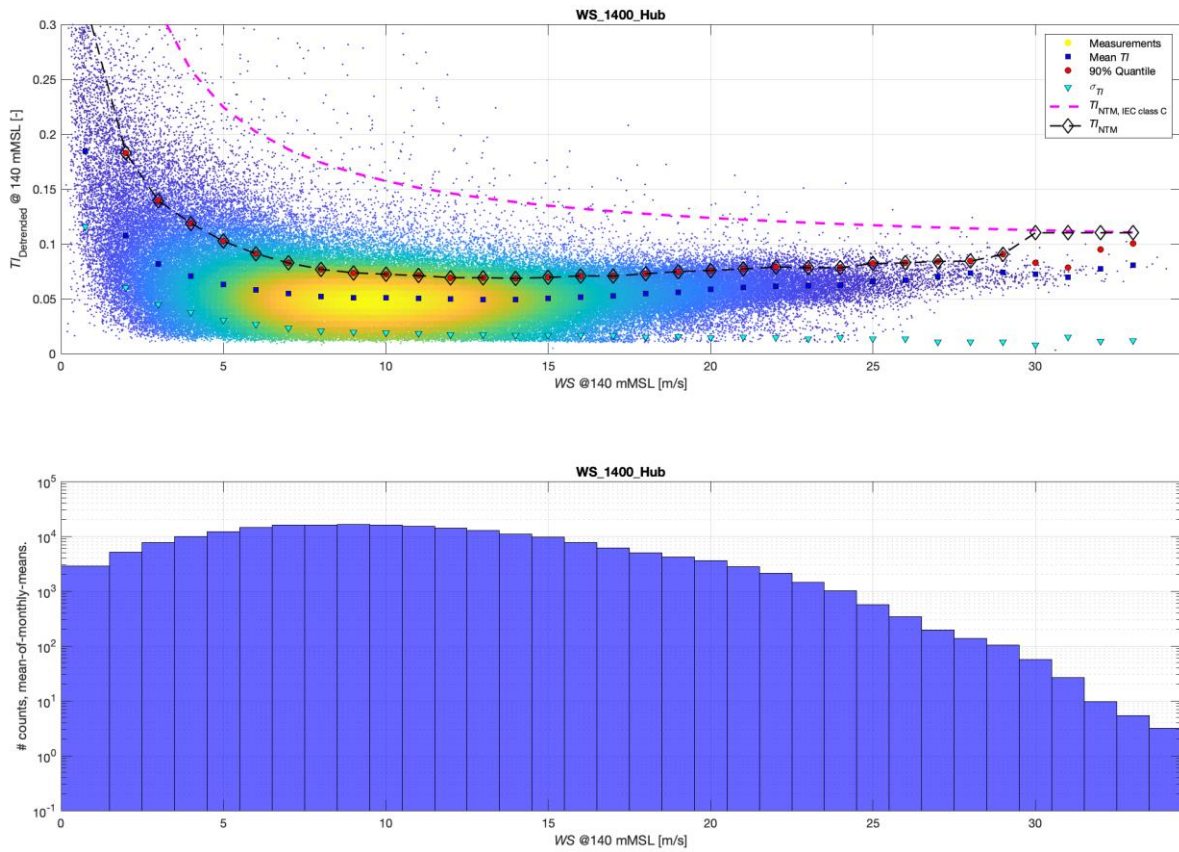 WS_1400_Hub
0.3
0.25
0.2
0.15
0.1
0.05
0
TI_Detrended @ 140 mMSL [-]
Measurements
Mean TI
90% Quantile
σ_TI
TI_NTM, IEC class C
TI_NTM
0 5 10 15 20 25 30
WS @140 mMSL [m/s]
WS_1400_Hub
10^5
10^4
10^3
10^2
10^1
10^0
10^-1
# counts, mean-of-monthly-means.
0 5 10 15 20 25 30
WS @140 mMSL [m/s]